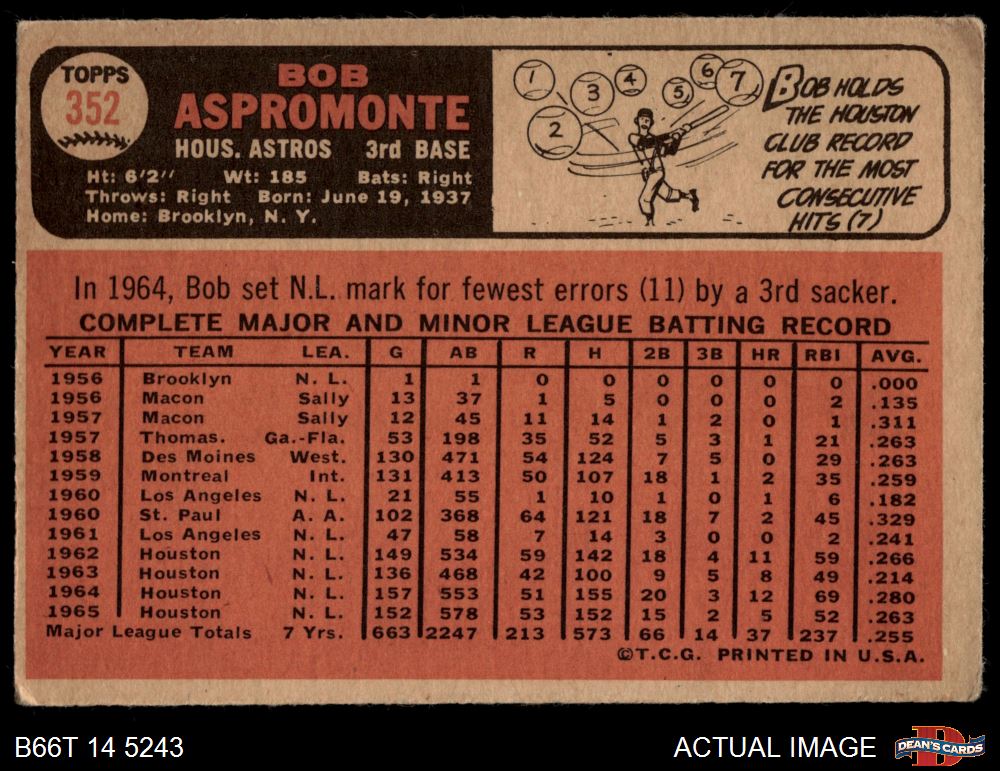 TOPPS
352
BOB
ASPROMONTE
HOUS. ASTROS 3rd BASE
Ht: 6'2" Wt: 185 Bats: Right
Throws: Right Born: June 19, 1937
Home: Brooklyn, N. Y.
1 2 3 4 5 6 7
BOB HOLDS
THE HOUSTON
CLUB RECORD
FOR THE MOST
CONSECUTIVE
HITS (7)
In 1964, Bob set N.L. mark for fewest errors (11) by a 3rd sacker.
COMPLETE MAJOR AND MINOR LEAGUE BATTING RECORD
YEAR TEAM LEA. G AB R H 2B 3B HR RBI AVG.
1956 Brooklyn N. L. 1 1 0 0 0 0 0 0 .000
1956 Macon Sally 13 37 1 5 0 0 0 2 .135
1957 Macon Sally 12 45 11 14 1 2 0 1 .311
1957 Thomas. Ga.-Fla. 53 198 35 52 5 3 1 21 .263
1958 Des Moines West. 130 471 54 124 7 5 0 29 .263
1959 Montreal Int. 131 413 50 107 18 1 2 35 .259
1960 Los Angeles N. L. 21 55 1 10 1 0 1 6 .182
1960 St. Paul A. A. 102 368 64 121 18 7 2 45 .329
1961 Los Angeles N. L. 47 58 7 14 3 0 0 2 .241
1962 Houston N. L. 149 534 59 142 18 4 11 59 .266
1963 Houston N. L. 136 468 42 100 9 5 8 49 .214
1964 Houston N. L. 157 553 51 155 20 3 12 69 .280
1965 Houston N. L. 152 578 53 152 15 2 5 52 .263
Major League Totals 7 Yrs. 663 2247 213 573 66 14 37 237 .255
©T.C.G. PRINTED IN U.S.A.
B66T 14 5243
ACTUAL IMAGE
DEAN'S CARDS